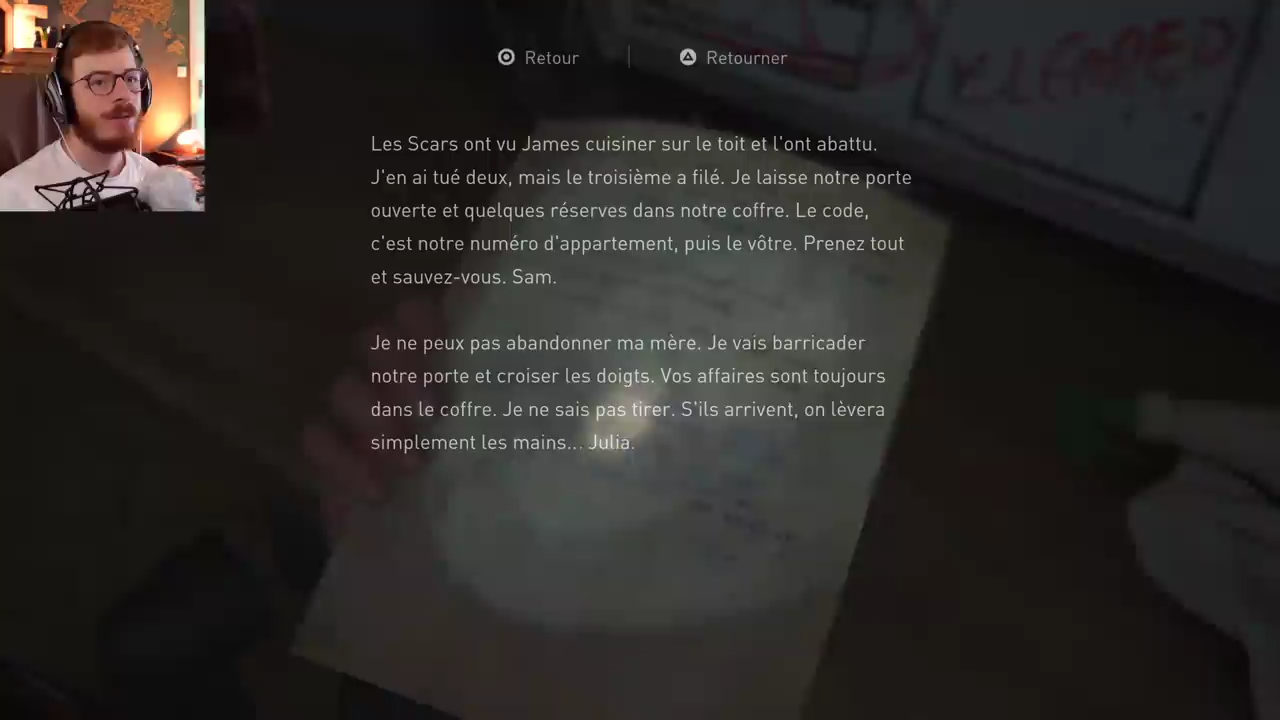 Retour
Retourner
Les Scars ont vu James cuisiner sur le toit et l'ont abattu.
J'en ai tué deux, mais le troisième a filé. Je laisse notre porte
ouverte et quelques réserves dans notre coffre. Le code,
c'est notre numéro d'appartement, puis le vôtre. Prenez tout
et sauvez-vous. Sam.
Je ne peux pas abandonner ma mère. Je vais barricader
notre porte et croiser les doigts. Vos affaires sont toujours
dans le coffre. Je ne sais pas tirer. S'ils arrivent, on lèvera
simplement les mains... Julia.